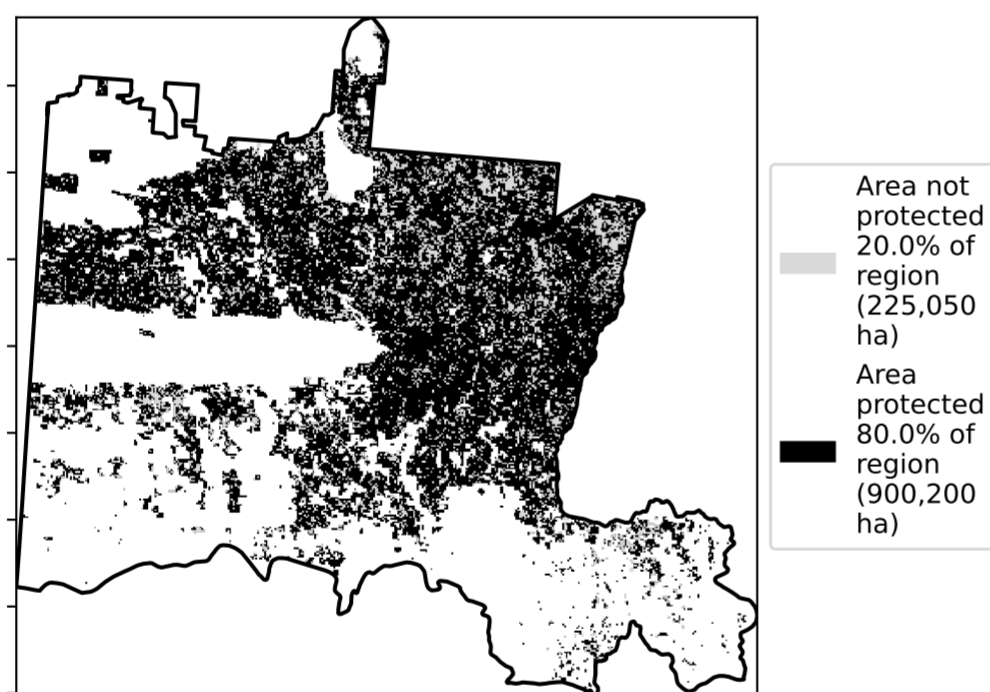 Area not
protected
20.0% of
region
(225,050
ha)
Area
protected
80.0% of
region
(900,200
ha)